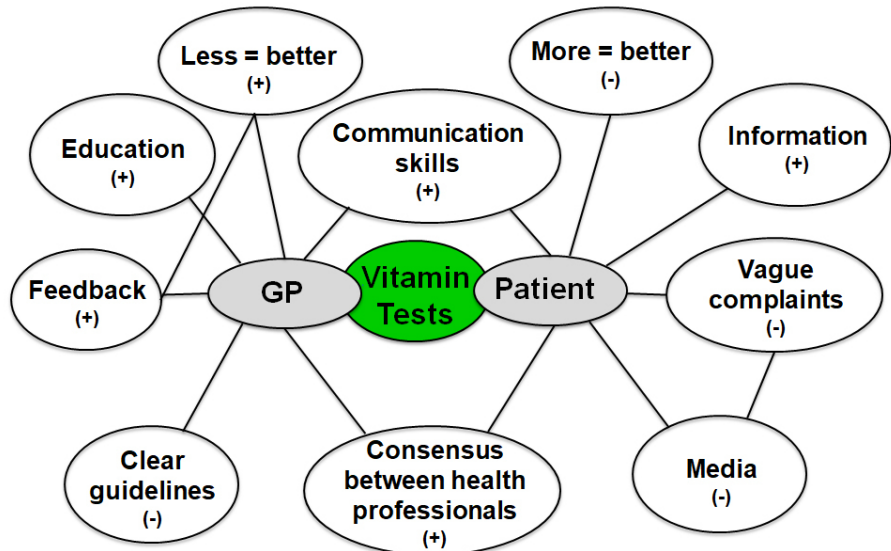 Less = better
(+)
More = better
(-)
Education
(+)
Communication
skills
(+)
Information
(+)
Feedback
(+)
GP
Vitamin
Tests
Patient
Vague
complaints
(-)
Clear
guidelines
(-)
Consensus
between health
professionals
(+)
Media
(-)